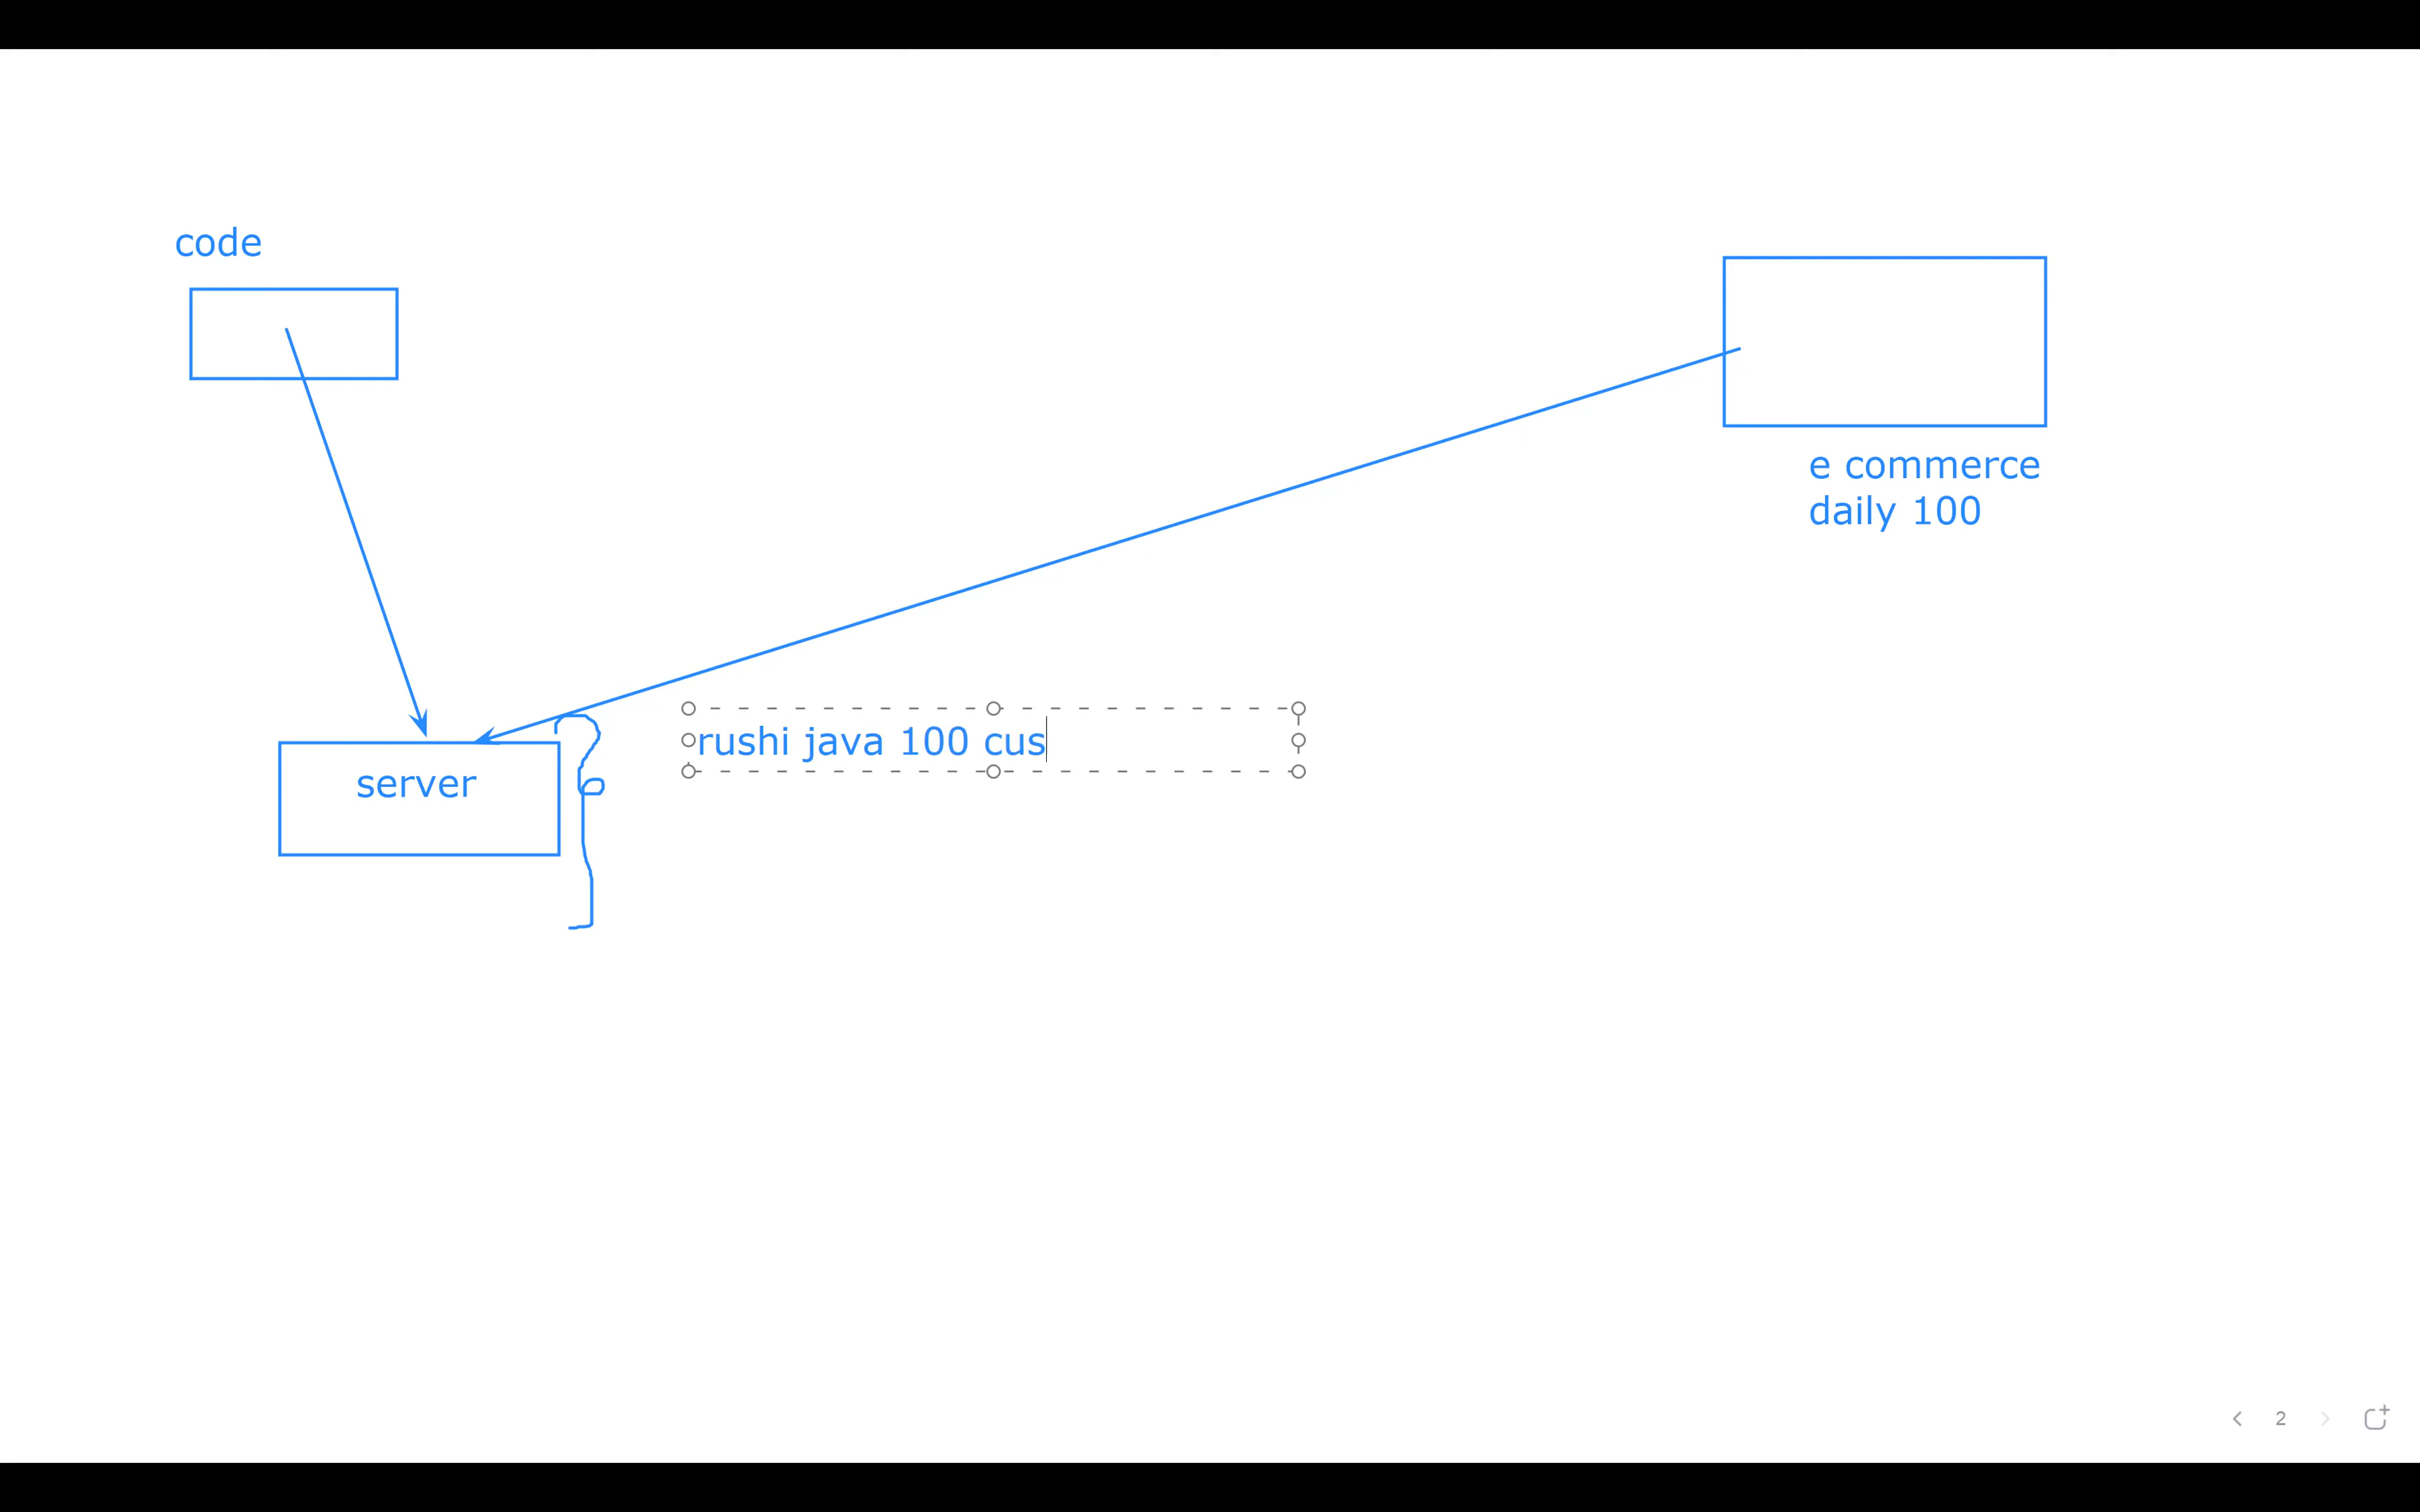 code
e commerce
daily 100
rushi java 100 cus
server
2